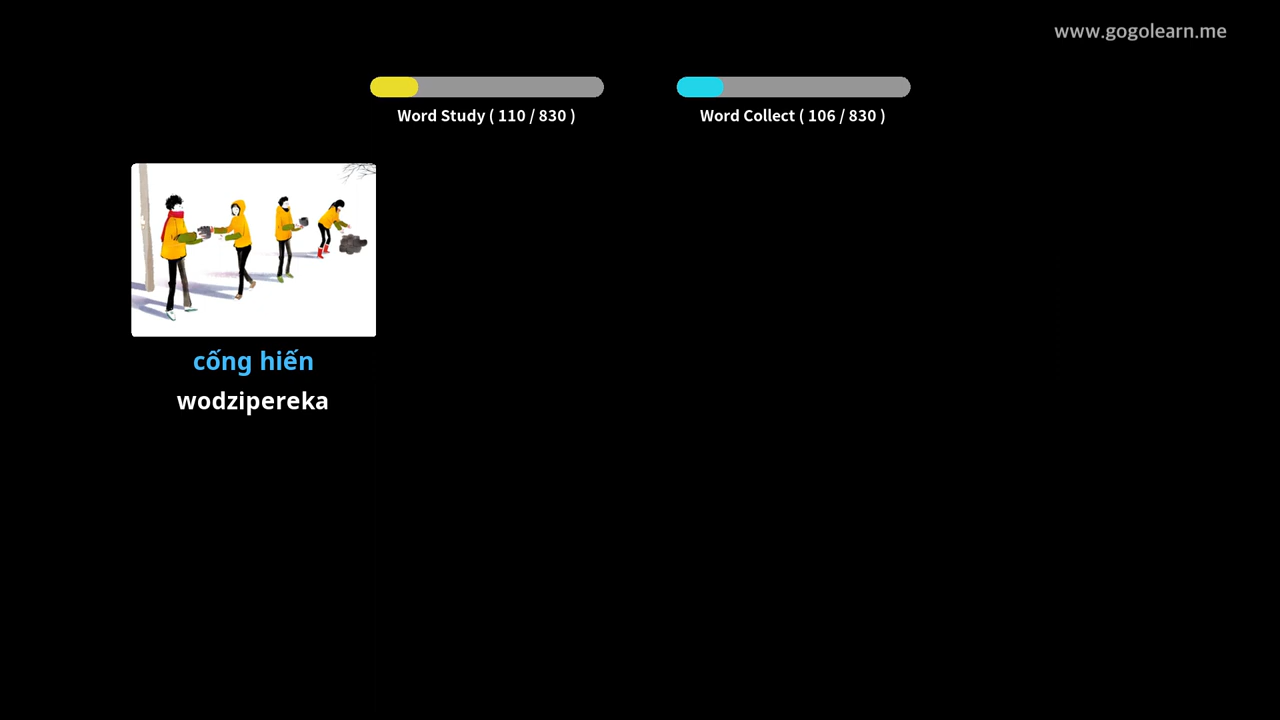 www.gogolearn.me
Word Study ( 110 / 830 )
Word Collect ( 106 / 830 )
cống hiến
wodzipereka